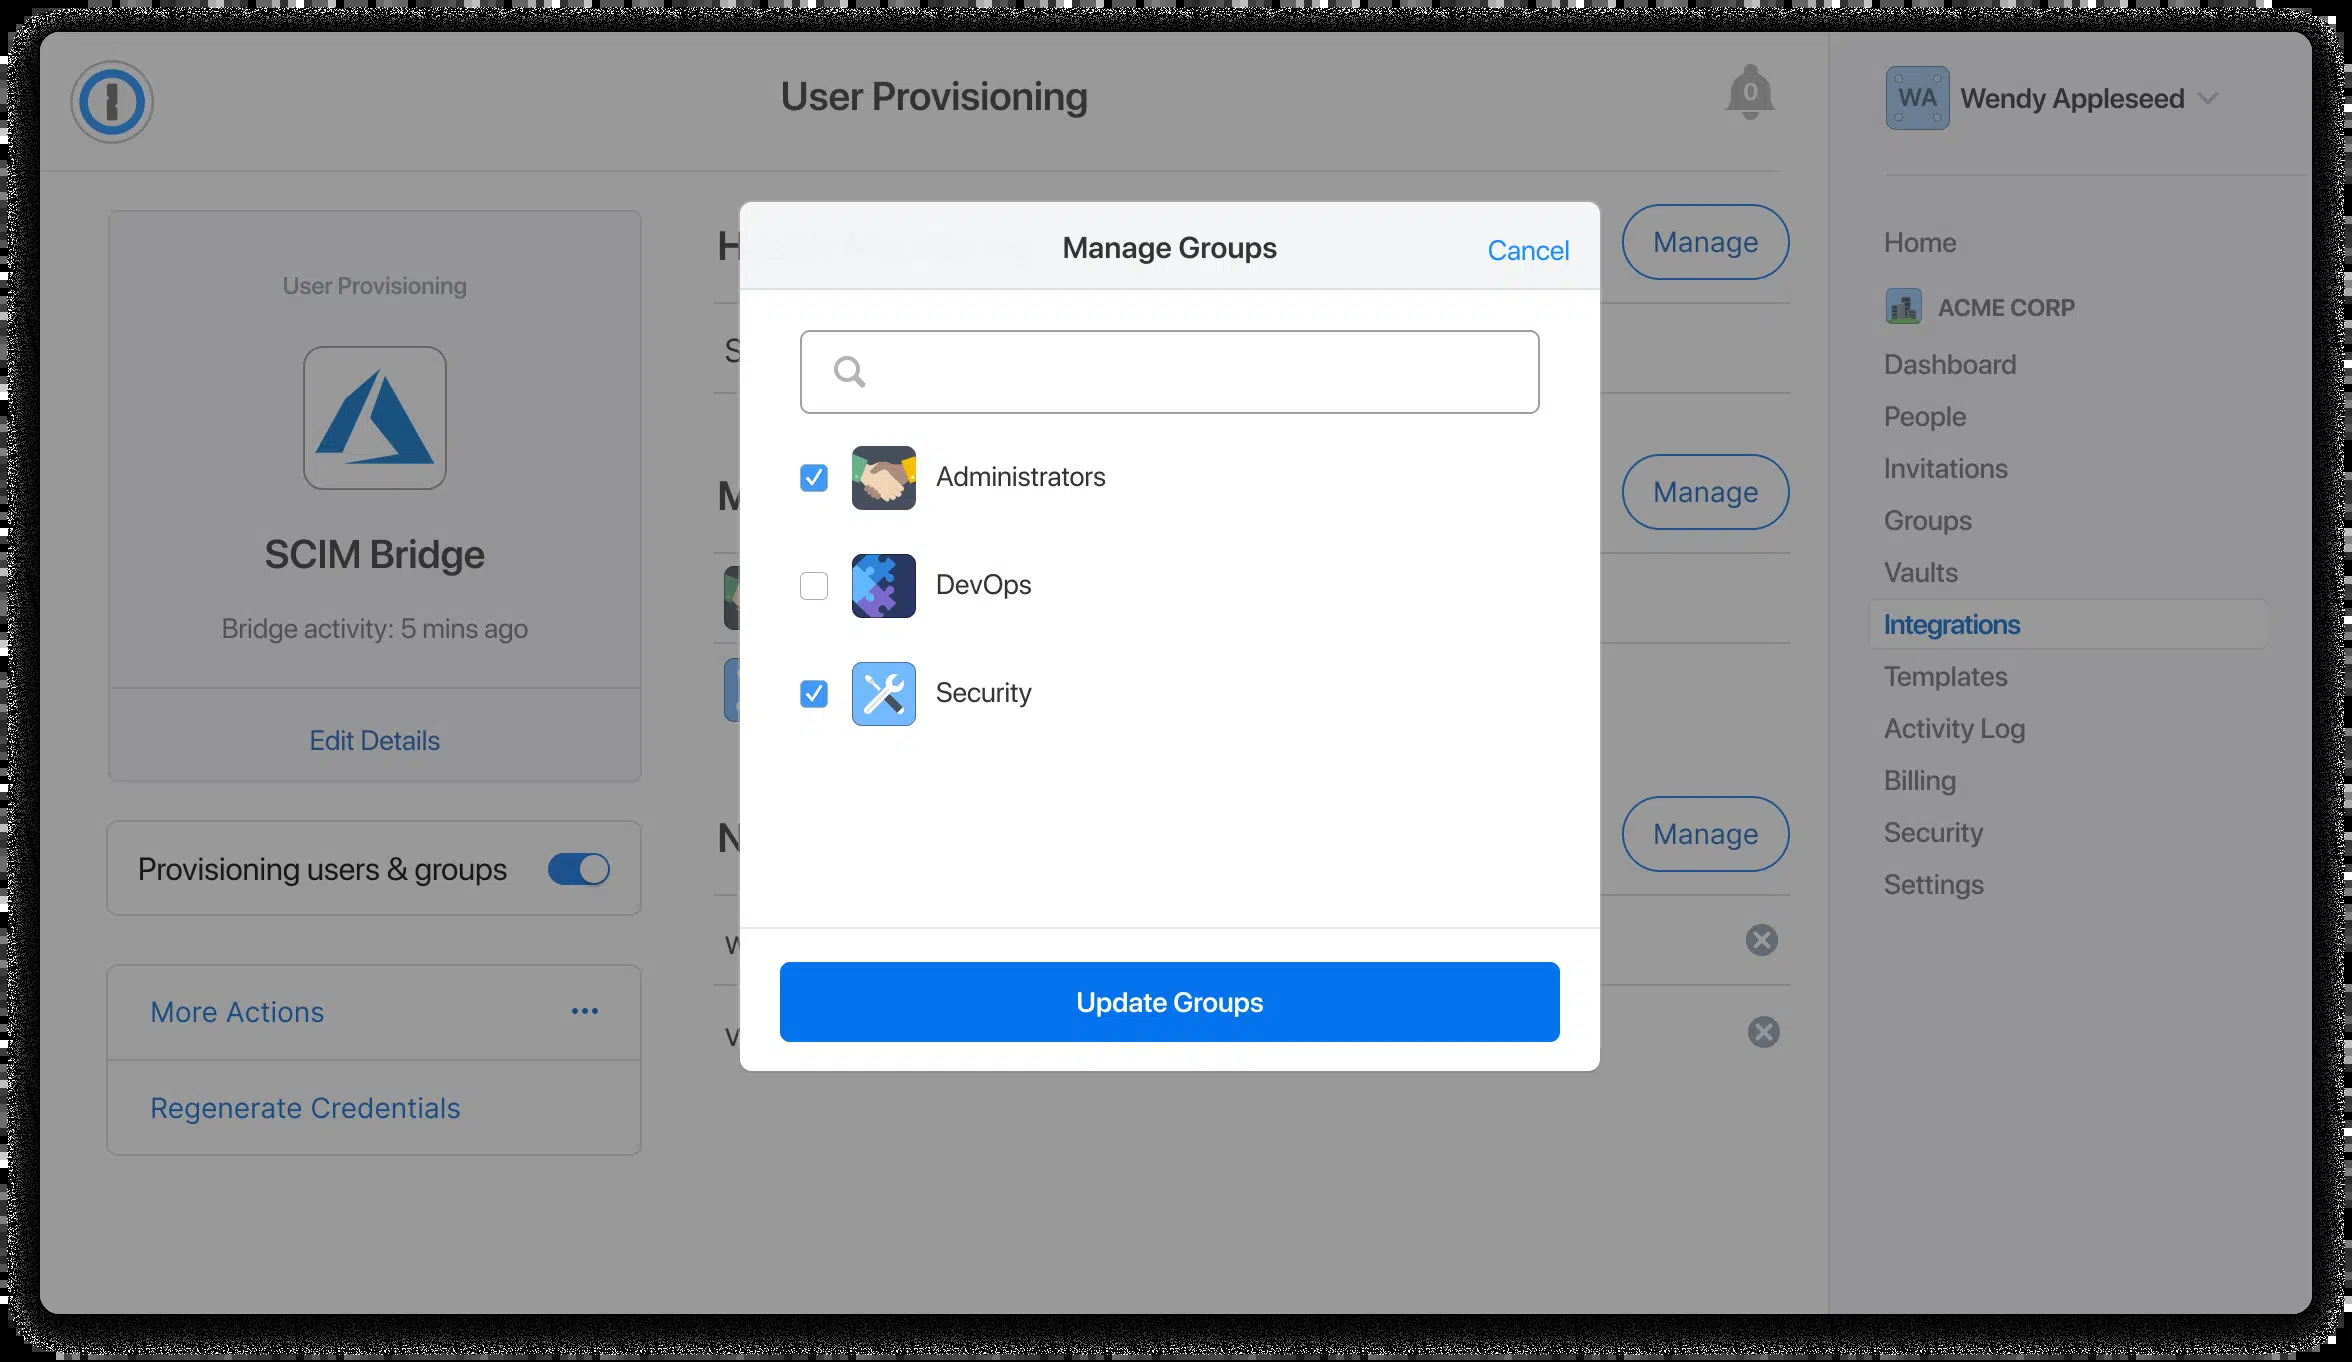 User Provisioning
0
WA
Wendy Appleseed
User Provisioning
SCIM Bridge
Bridge activity: 5 mins ago
Edit Details
Provisioning users & groups
More Actions
Regenerate Credentials
Manage
Manage
Manage
Manage Groups
Cancel
Administrators
DevOps
Security
Update Groups
Home
ACME CORP
Dashboard
People
Invitations
Groups
Vaults
Integrations
Templates
Activity Log
Billing
Security
Settings